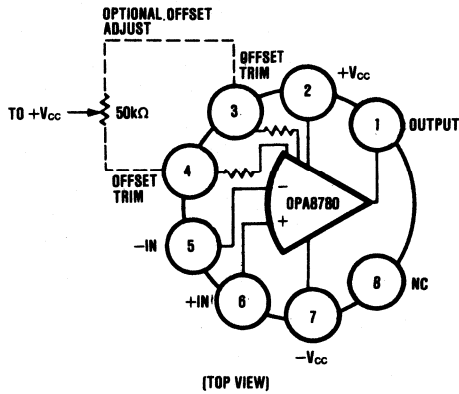 OPTIONAL OFFSET
ADJUST
OFFSET
TRIM
+VCC
TO +VCC
50kΩ
3
2
1
OUTPUT
4
OFFSET
TRIM
−
OPA8780
+
−IN
5
+IN
6
7
8
NC
−VCC
(TOP VIEW)